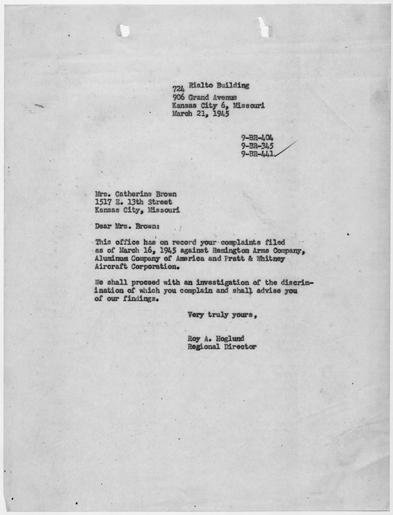 724 Rialto Building
906 Grand Avenue
Kansas City 6, Missouri
March 21, 1945
9-BR-404
9-BR-345
9-BR-441
Mrs. Catherine Brown
1517 E. 13th Street
Kansas City, Missouri
Dear Mrs. Brown:
This office has on record your complaints filed
as of March 16, 1945 against Remington Arms Company,
Aluminum Company of America and Pratt & Whitney
Aircraft Corporation.
We shall proceed with an investigation of the discrim-
ination of which you complain and shall advise you
of our findings.
Very truly yours,
Roy A. Hoglund
Regional Director